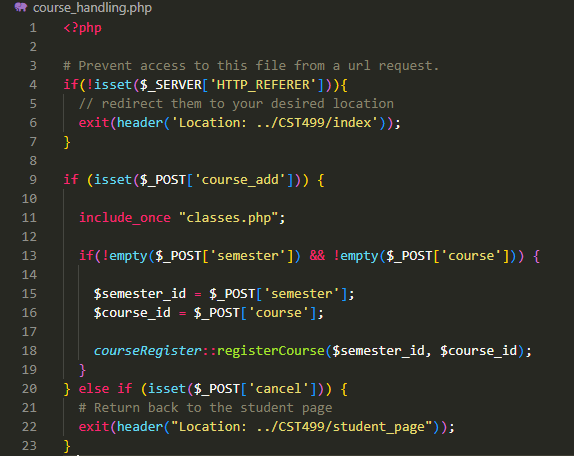 course_handling.php
1 <?php
2
3 # Prevent access to this file from a url request.
4 if(!isset($_SERVER['HTTP_REFERER'])){
5   // redirect them to your desired location
6   exit(header('Location: ../CST499/index'));
7 }
8
9 if (isset($_POST['course_add'])) {
10
11   include_once "classes.php";
12
13   if(!empty($_POST['semester']) && !empty($_POST['course'])) {
14
15     $semester_id = $_POST['semester'];
16     $course_id = $_POST['course'];
17
18     courseRegister::registerCourse($semester_id, $course_id);
19   }
20 } else if (isset($_POST['cancel'])) {
21   # Return back to the student page
22   exit(header("Location: ../CST499/student_page"));
23 }